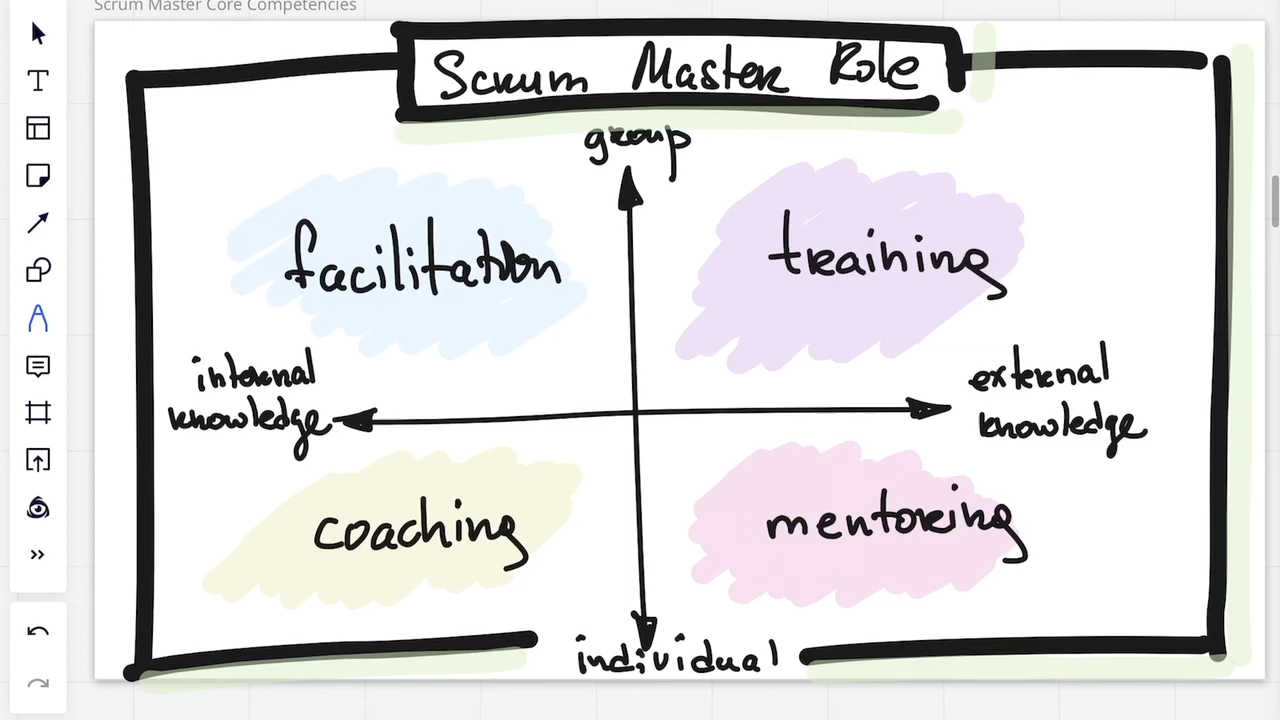 Scrum Master Core Competencies
Scrum Master Role
group
facilitation
training
internal
knowledge
external
knowledge
coaching
mentoring
individual